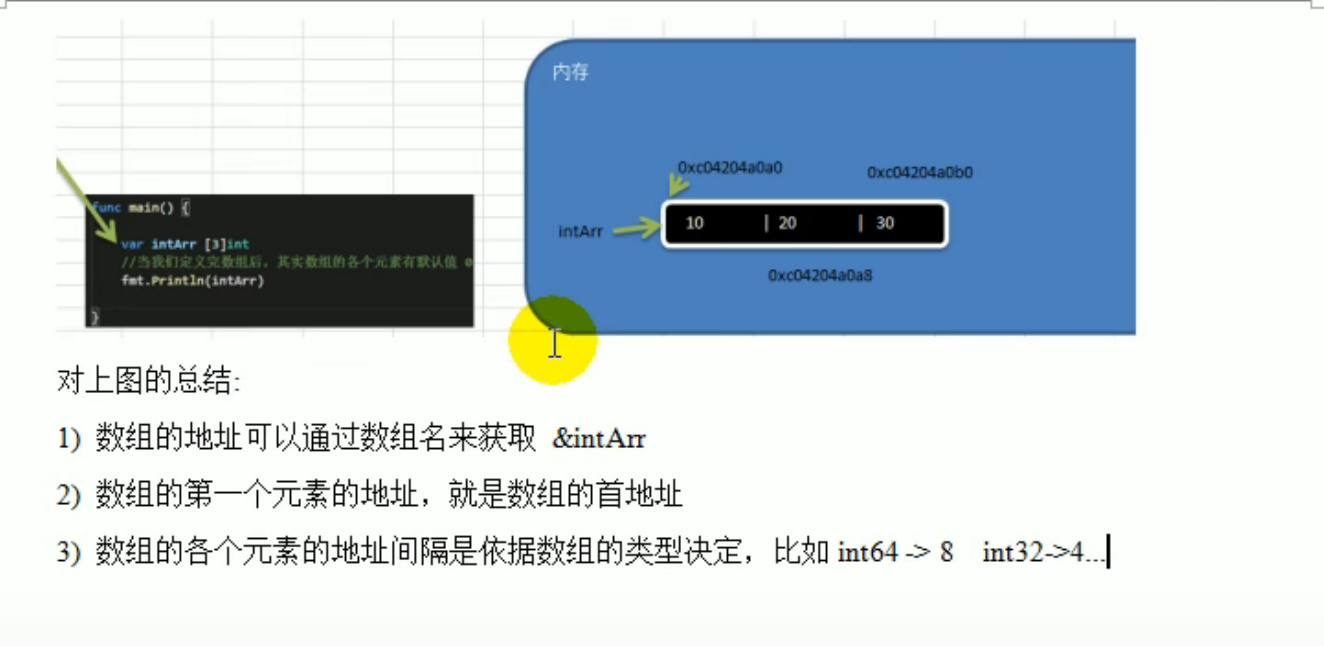 func main() {
var intArr [3]int
//当我们定义完数组后，其实数组的各个元素有默认值 0
fmt.Println(intArr)
}
内存
0xc04204a0a0
0xc04204a0b0
intArr
10 | 20 | 30
0xc04204a0a8
对上图的总结:
1) 数组的地址可以通过数组名来获取 &intArr
2) 数组的第一个元素的地址，就是数组的首地址
3) 数组的各个元素的地址间隔是依据数组的类型决定，比如 int64 -> 8 int32->4...